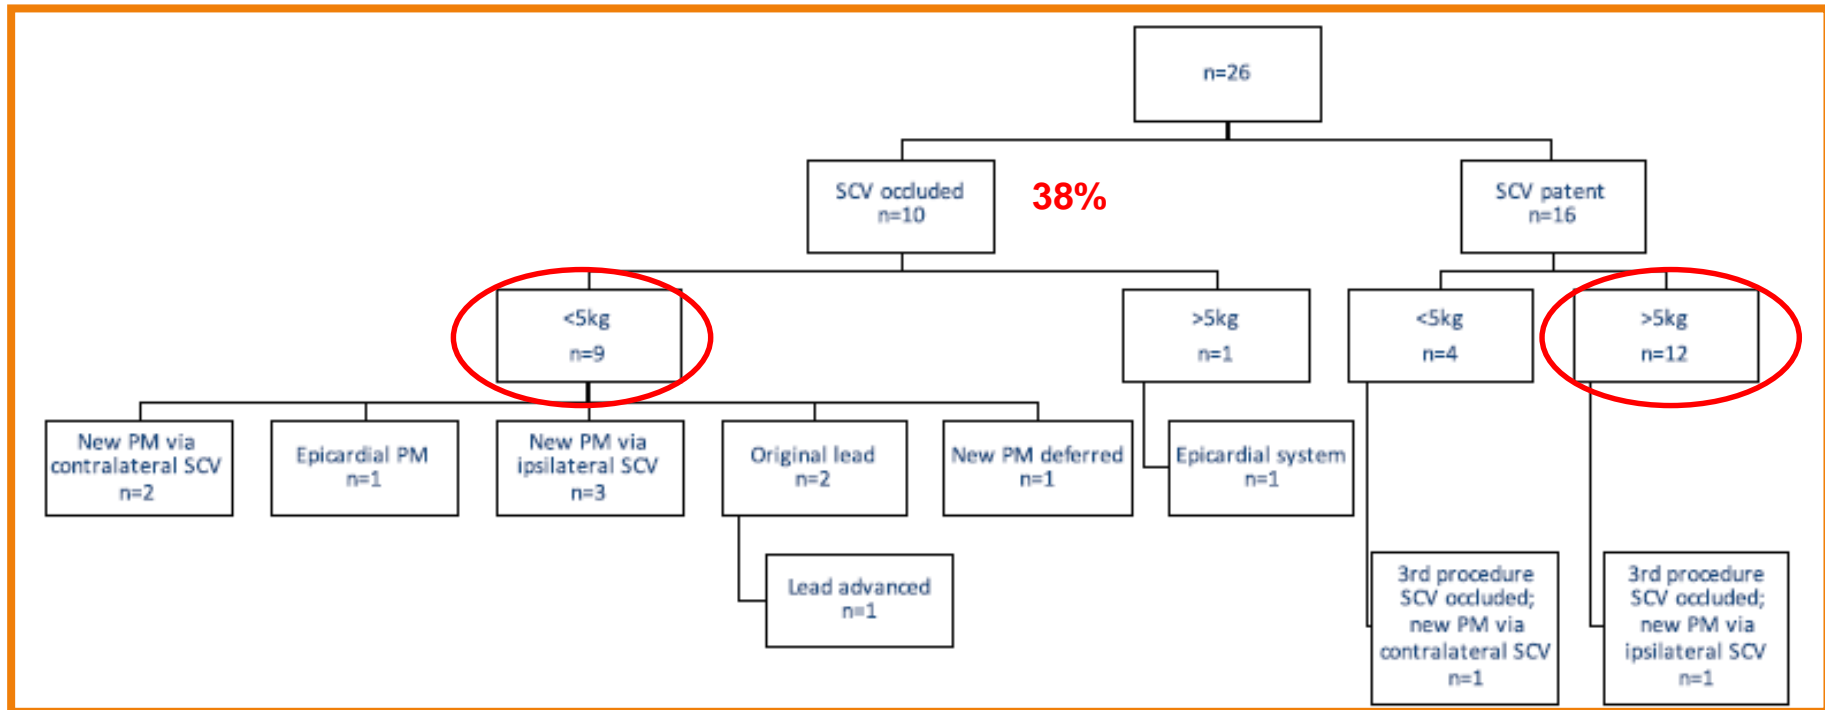 n=26
SCV occluded
n=10
38%
SCV patent
n=16
<5kg
n=9
>5kg
n=1
<5kg
n=4
>5kg
n=12
New PM via
contralateral SCV
n=2
Epicardial PM
n=1
New PM via
ipsilateral SCV
n=3
Original lead
n=2
New PM deferred
n=1
Epicardial system
n=1
Lead advanced
n=1
3rd procedure
SCV occluded;
new PM via
contralateral SCV
n=1
3rd procedure
SCV occluded;
new PM via
ipsilateral SCV
n=1